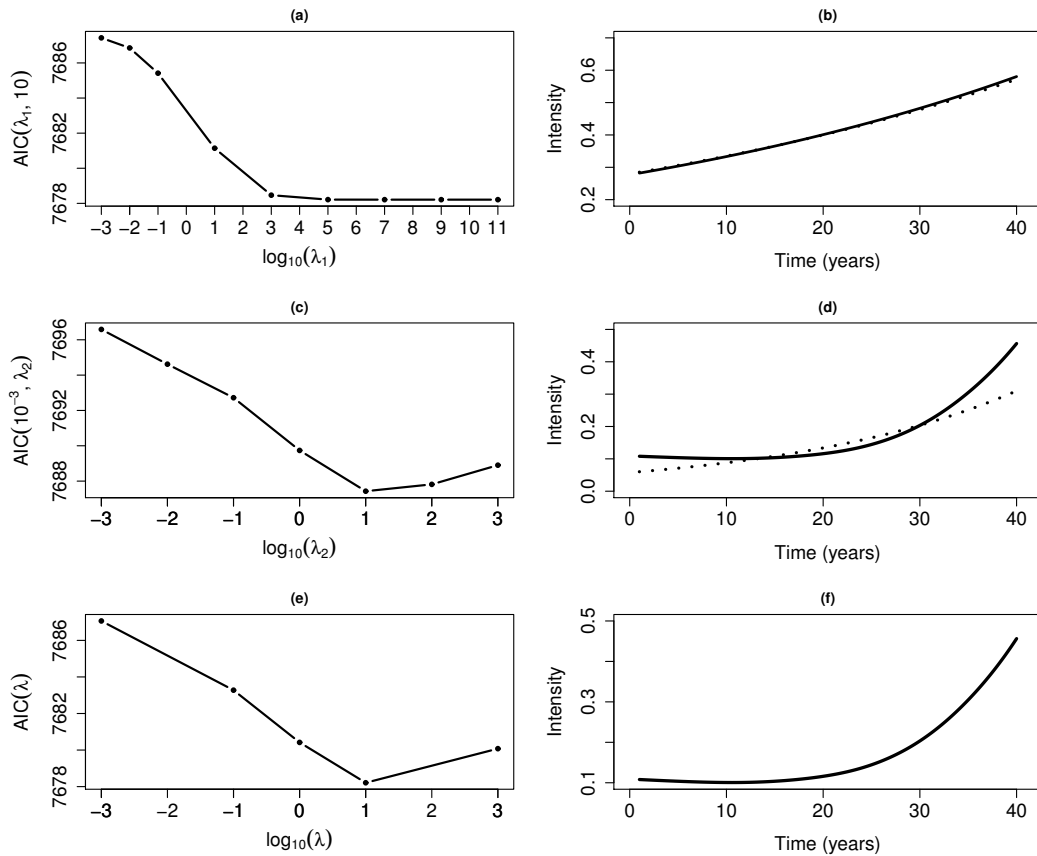 (a)
AIC(λ₁, 10)
7678 7682 7686
−3 −2 −1 0 1 2 3 4 5 6 7 8 9 10 11
log₁₀(λ₁)
(b)
Intensity
0.2 0.4 0.6
0 10 20 30 40
Time (years)
(c)
AIC(10⁻³, λ₂)
7688 7692 7696
−3 −2 −1 0 1 2 3
log₁₀(λ₂)
(d)
Intensity
0.0 0.2 0.4
0 10 20 30 40
Time (years)
(e)
AIC(λ)
7678 7682 7686
−3 −2 −1 0 1 2 3
log₁₀(λ)
(f)
Intensity
0.1 0.3 0.5
0 10 20 30 40
Time (years)